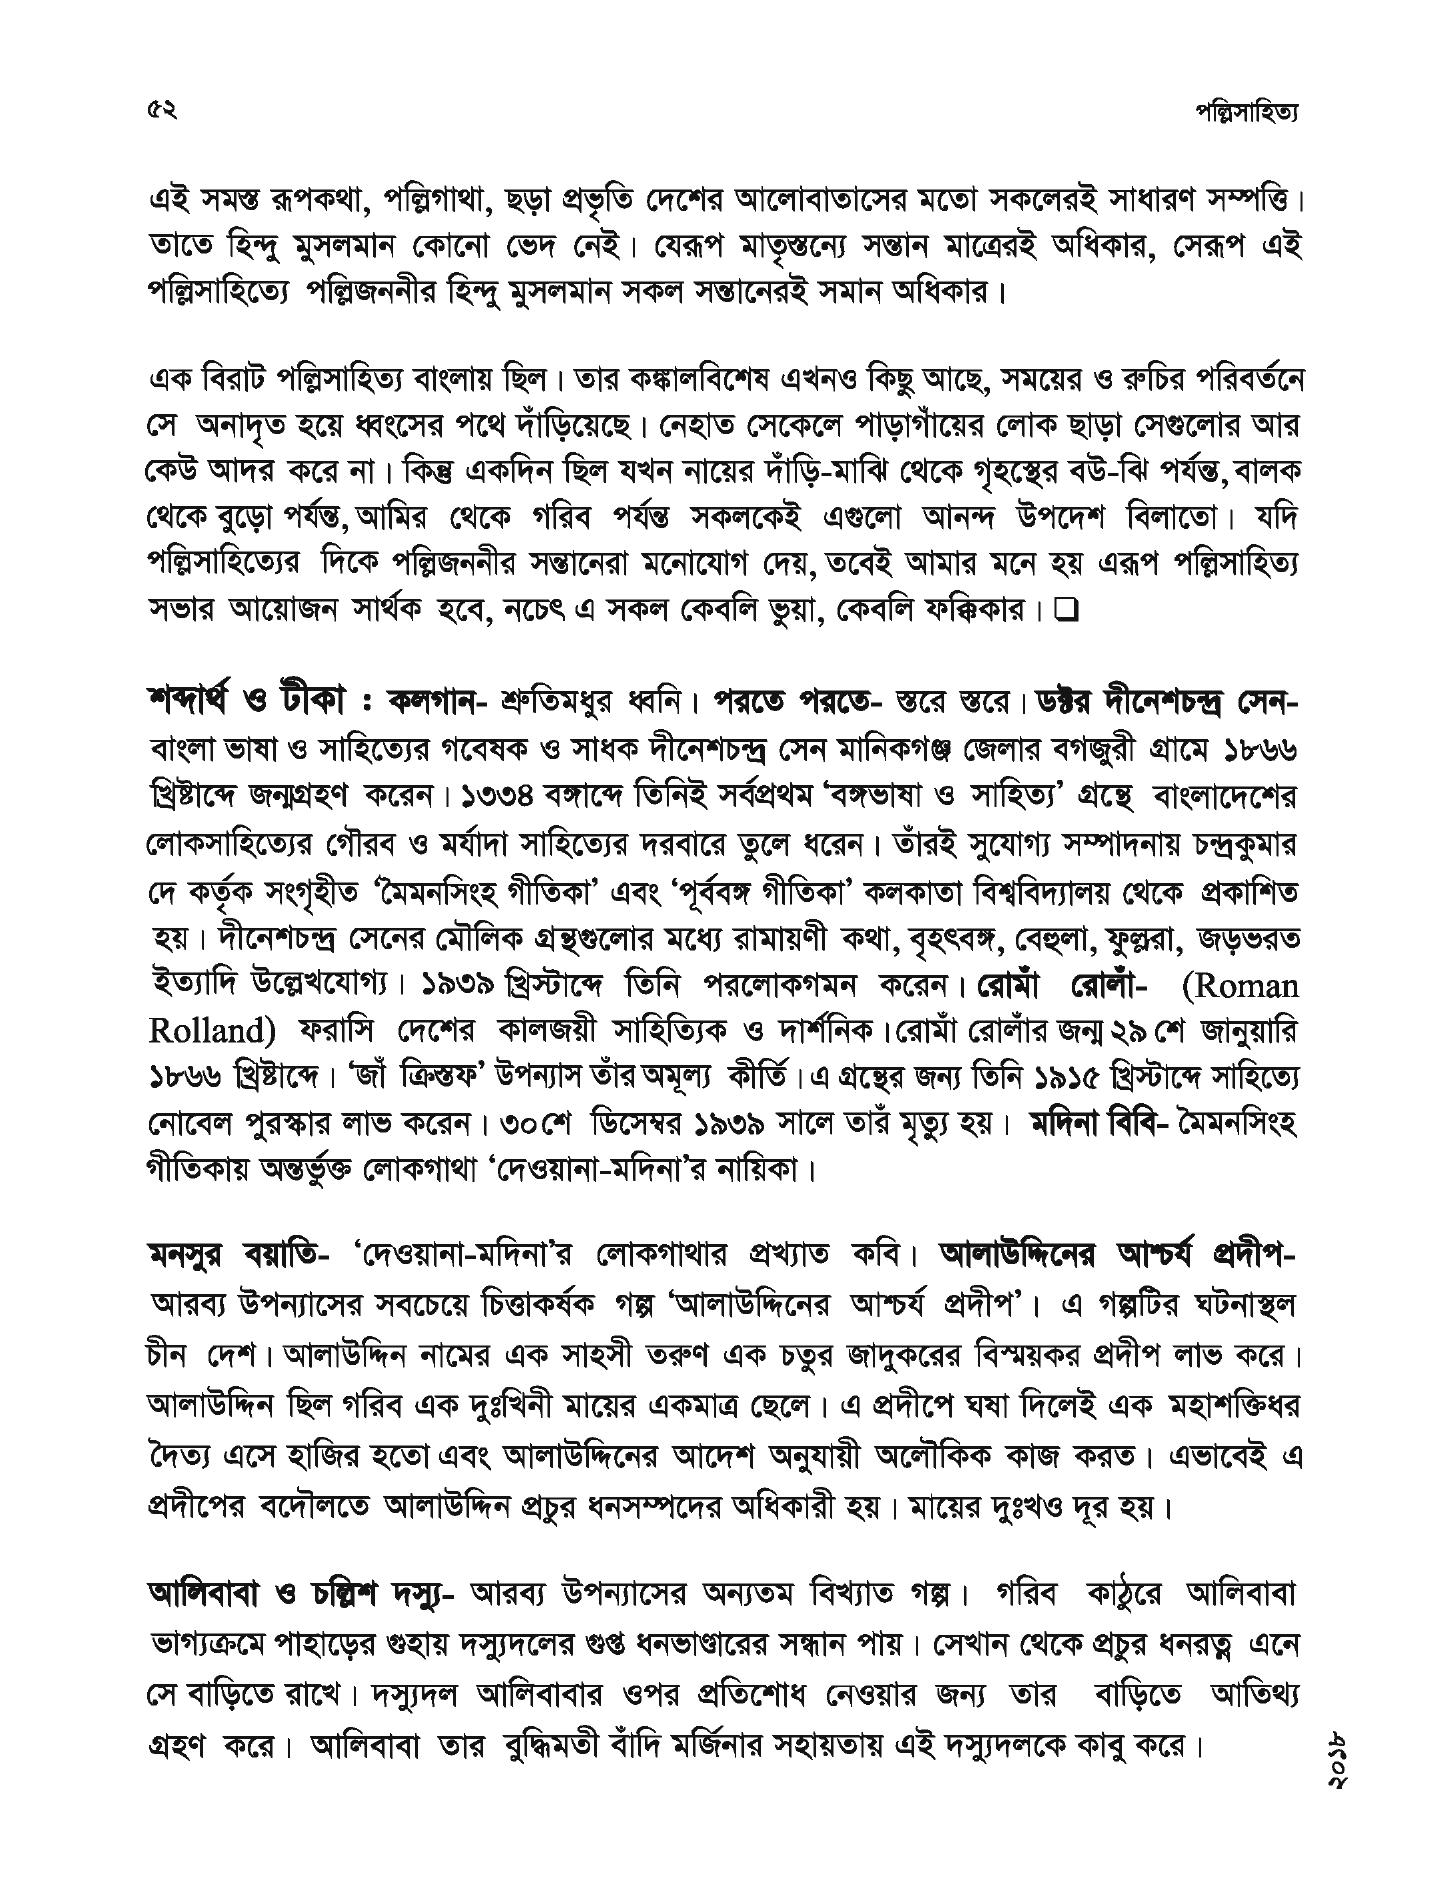 ৫২
পল্লিসাহিত্য
এই সমস্ত রূপকথা, পল্লিগাথা, ছড়া প্রভৃতি দেশের আলোবাতাসের মতো সকলেরই সাধারণ সম্পত্তি।
তাতে হিন্দু মুসলমান কোনো ভেদ নেই। যেরূপ মাতৃস্তন্যে সন্তান মাত্রেরই অধিকার, সেরূপ এই
পল্লিসাহিত্যে পল্লিজননীর হিন্দু মুসলমান সকল সন্তানেরই সমান অধিকার।
এক বিরাট পল্লিসাহিত্য বাংলায় ছিল। তার কঙ্কালবিশেষ এখনও কিছু আছে, সময়ের ও রুচির পরিবর্তনে
সে অনাদৃত হয়ে ধ্বংসের পথে দাঁড়িয়েছে। নেহাত সেকেলে পাড়াগাঁয়ের লোক ছাড়া সেগুলোর আর
কেউ আদর করে না। কিন্তু একদিন ছিল যখন নায়ের দাঁড়ি-মাঝি থেকে গৃহস্থের বউ-ঝি পর্যন্ত, বালক
থেকে বুড়ো পর্যন্ত, আমির থেকে গরিব পর্যন্ত সকলকেই এগুলো আনন্দ উপদেশ বিলাতো। যদি
পল্লিসাহিত্যের দিকে পল্লিজননীর সন্তানেরা মনোযোগ দেয়, তবেই আমার মনে হয় এরূপ পল্লিসাহিত্য
সভার আয়োজন সার্থক হবে, নচেৎ এ সকল কেবলি ভুয়া, কেবলি ফক্কিকার। ❑
শব্দার্থ ও টীকা : কলগান- শ্রুতিমধুর ধ্বনি। পরতে পরতে- স্তরে স্তরে। ডক্টর দীনেশচন্দ্র সেন-
বাংলা ভাষা ও সাহিত্যের গবেষক ও সাধক দীনেশচন্দ্র সেন মানিকগঞ্জ জেলার বগজুরী গ্রামে ১৮৬৬
খ্রিষ্টাব্দে জন্মগ্রহণ করেন। ১৩৩৪ বঙ্গাব্দে তিনিই সর্বপ্রথম ‘বঙ্গভাষা ও সাহিত্য’ গ্রন্থে বাংলাদেশের
লোকসাহিত্যের গৌরব ও মর্যাদা সাহিত্যের দরবারে তুলে ধরেন। তাঁরই সুযোগ্য সম্পাদনায় চন্দ্রকুমার
দে কর্তৃক সংগৃহীত ‘মৈমনসিংহ গীতিকা’ এবং ‘পূর্ববঙ্গ গীতিকা’ কলকাতা বিশ্ববিদ্যালয় থেকে প্রকাশিত
হয়। দীনেশচন্দ্র সেনের মৌলিক গ্রন্থগুলোর মধ্যে রামায়ণী কথা, বৃহৎবঙ্গ, বেহুলা, ফুল্লরা, জড়ভরত
ইত্যাদি উল্লেখযোগ্য। ১৯৩৯ খ্রিস্টাব্দে তিনি পরলোকগমন করেন। রোমাঁ রোলাঁ- (Roman
Rolland) ফরাসি দেশের কালজয়ী সাহিত্যিক ও দার্শনিক। রোমাঁ রোলাঁর জন্ম ২৯ শে জানুয়ারি
১৮৬৬ খ্রিষ্টাব্দে। ‘জাঁ ক্রিস্তফ’ উপন্যাস তাঁর অমূল্য কীর্তি। এ গ্রন্থের জন্য তিনি ১৯১৫ খ্রিস্টাব্দে সাহিত্যে
নোবেল পুরস্কার লাভ করেন। ৩০শে ডিসেম্বর ১৯৩৯ সালে তারঁ মৃত্যু হয়। মদিনা বিবি- মৈমনসিংহ
গীতিকায় অন্তর্ভুক্ত লোকগাথা ‘দেওয়ানা-মদিনা’র নায়িকা।
মনসুর বয়াতি- ‘দেওয়ানা-মদিনা’র লোকগাথার প্রখ্যাত কবি। আলাউদ্দিনের আশ্চর্য প্রদীপ-
আরব্য উপন্যাসের সবচেয়ে চিত্তাকর্ষক গল্প ‘আলাউদ্দিনের আশ্চর্য প্রদীপ’। এ গল্পটির ঘটনাস্থল
চীন দেশ। আলাউদ্দিন নামের এক সাহসী তরুণ এক চতুর জাদুকরের বিস্ময়কর প্রদীপ লাভ করে।
আলাউদ্দিন ছিল গরিব এক দুঃখিনী মায়ের একমাত্র ছেলে। এ প্রদীপে ঘষা দিলেই এক মহাশক্তিধর
দৈত্য এসে হাজির হতো এবং আলাউদ্দিনের আদেশ অনুযায়ী অলৌকিক কাজ করত। এভাবেই এ
প্রদীপের বদৌলতে আলাউদ্দিন প্রচুর ধনসম্পদের অধিকারী হয়। মায়ের দুঃখও দূর হয়।
আলিবাবা ও চল্লিশ দস্যু- আরব্য উপন্যাসের অন্যতম বিখ্যাত গল্প। গরিব কাঠুরে আলিবাবা
ভাগ্যক্রমে পাহাড়ের গুহায় দস্যুদলের গুপ্ত ধনভাণ্ডারের সন্ধান পায়। সেখান থেকে প্রচুর ধনরত্ন এনে
সে বাড়িতে রাখে। দস্যুদল আলিবাবার ওপর প্রতিশোধ নেওয়ার জন্য তার বাড়িতে আতিথ্য
গ্রহণ করে। আলিবাবা তার বুদ্ধিমতী বাঁদি মর্জিনার সহায়তায় এই দস্যুদলকে কাবু করে।
২০১৮